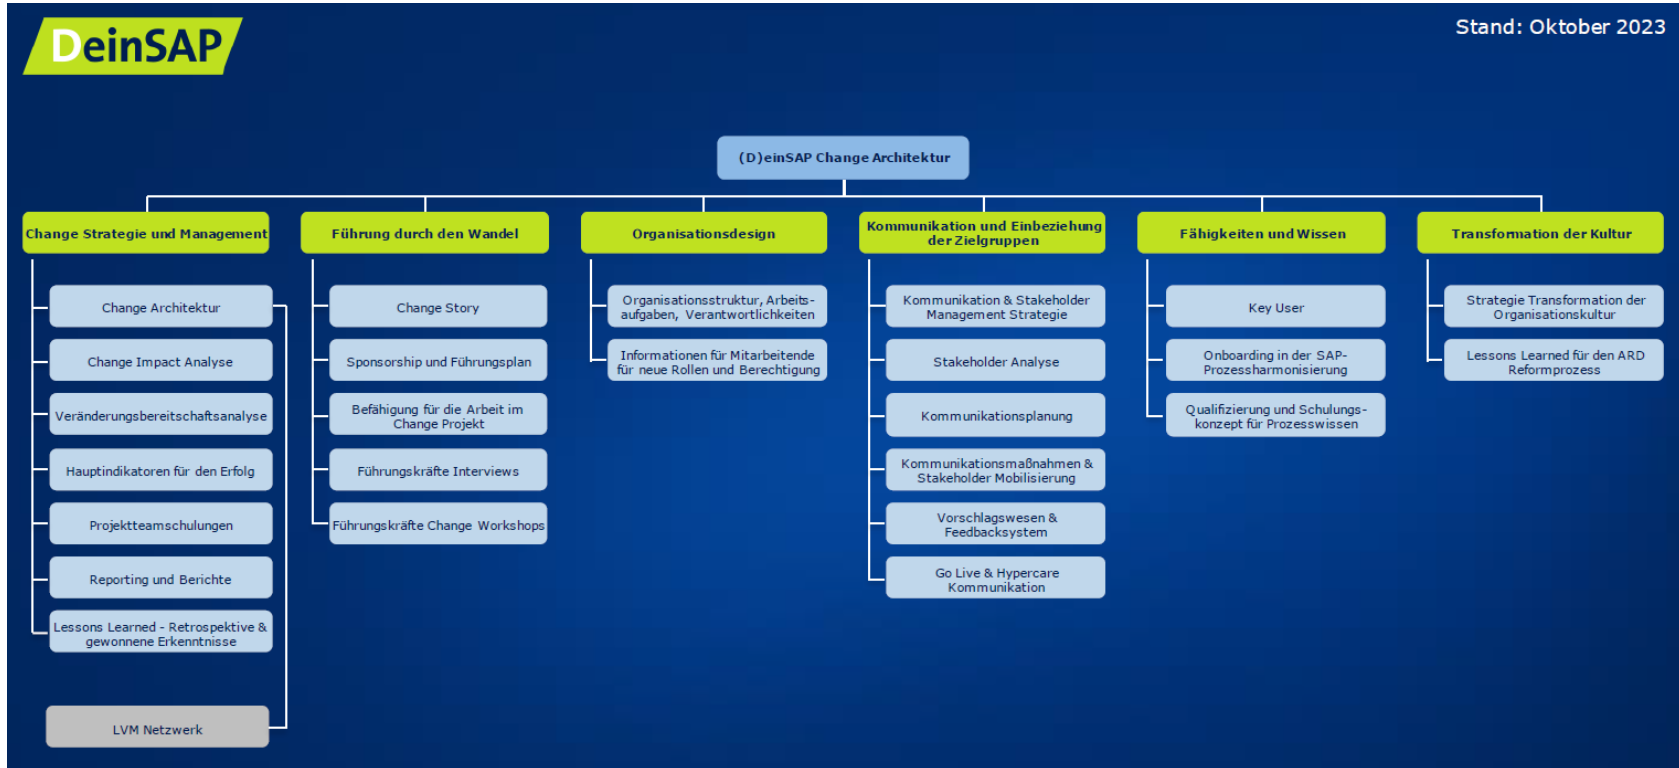 DeinSAP
Stand: Oktober 2023
(D)einSAP Change Architektur
Change Strategie und Management
Change Architektur
Change Impact Analyse
Veränderungsbereitschaftsanalyse
Hauptindikatoren für den Erfolg
Projektteamschulungen
Reporting und Berichte
Lessons Learned - Retrospektive &
gewonnene Erkenntnisse
LVM Netzwerk
Führung durch den Wandel
Change Story
Sponsorship und Führungsplan
Befähigung für die Arbeit im
Change Projekt
Führungskräfte Interviews
Führungskräfte Change Workshops
Organisationsdesign
Organisationsstruktur, Arbeits-
aufgaben, Verantwortlichkeiten
Informationen für Mitarbeitende
für neue Rollen und Berechtigung
Kommunikation und Einbeziehung
der Zielgruppen
Kommunikation & Stakeholder
Management Strategie
Stakeholder Analyse
Kommunikationsplanung
Kommunikationsmaßnahmen &
Stakeholder Mobilisierung
Vorschlagswesen &
Feedbacksystem
Go Live & Hypercare
Kommunikation
Fähigkeiten und Wissen
Key User
Onboarding in der SAP-
Prozessharmonisierung
Qualifizierung und Schulungs-
konzept für Prozesswissen
Transformation der Kultur
Strategie Transformation der
Organisationskultur
Lessons Learned für den ARD
Reformprozess